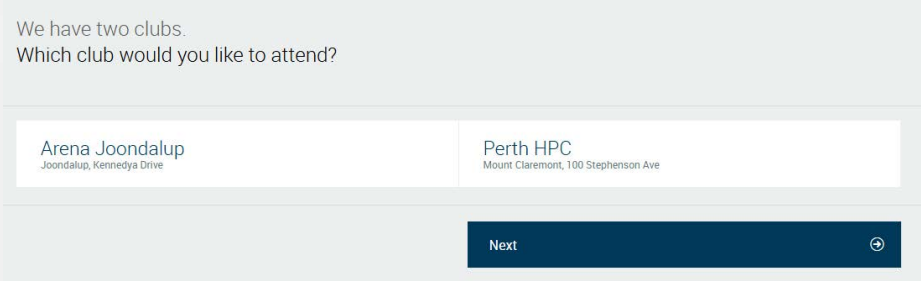 We have two clubs.
Which club would you like to attend?
Arena Joondalup
Joondalup, Kennedya Drive
Perth HPC
Mount Claremont, 100 Stephenson Ave
Next